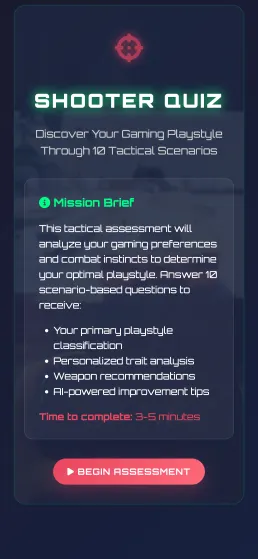 SHOOTER QUIZ
Discover Your Gaming Playstyle
Through 10 Tactical Scenarios
Mission Brief
This tactical assessment will
analyze your gaming preferences
and combat instincts to determine
your optimal playstyle. Answer 10
scenario-based questions to
receive:
• Your primary playstyle
classification
• Personalized trait analysis
• Weapon recommendations
• AI-powered improvement tips
Time to complete: 3-5 minutes
BEGIN ASSESSMENT